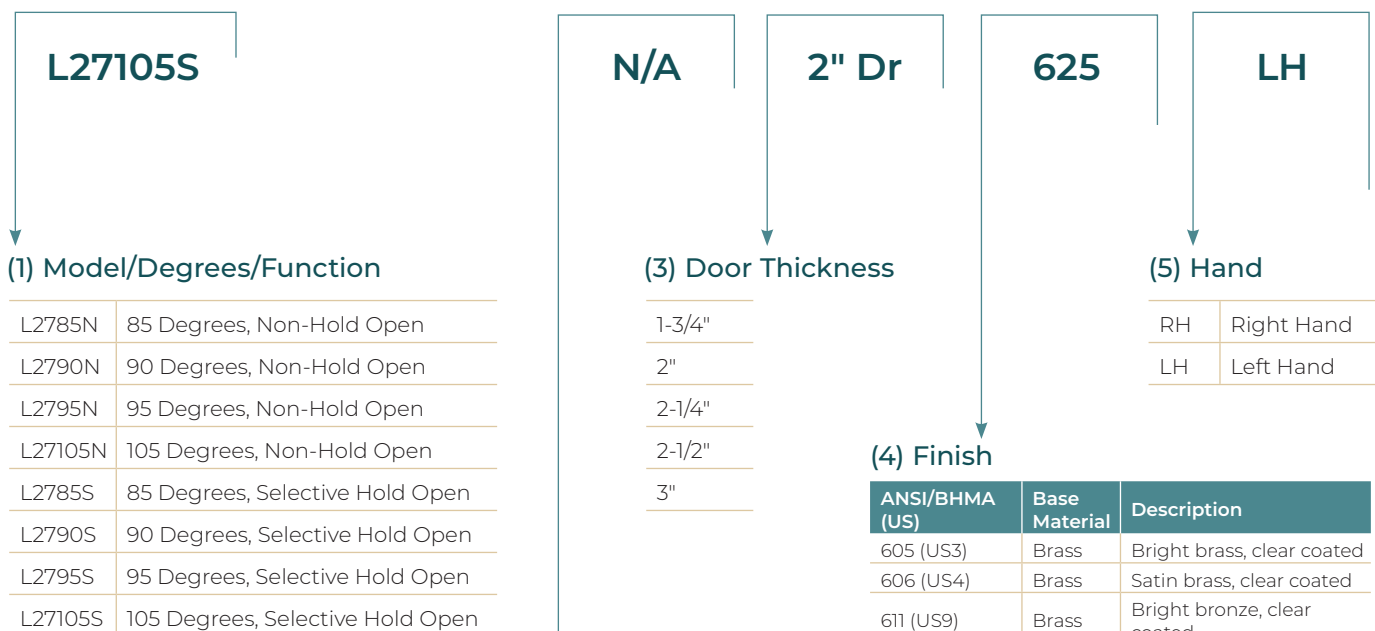 L27105S N/A 2" Dr 625 LH
(1) Model/Degrees/Function
L2785N 85 Degrees, Non-Hold Open
L2790N 90 Degrees, Non-Hold Open
L2795N 95 Degrees, Non-Hold Open
L27105N 105 Degrees, Non-Hold Open
L2785S 85 Degrees, Selective Hold Open
L2790S 90 Degrees, Selective Hold Open
L2795S 95 Degrees, Selective Hold Open
L27105S 105 Degrees, Selective Hold Open
(3) Door Thickness
1-3/4"
2"
2-1/4"
2-1/2"
3"
(5) Hand
RH Right Hand
LH Left Hand
(4) Finish
ANSI/BHMA (US) Base Material Description
605 (US3) Brass Bright brass, clear coated
606 (US4) Brass Satin brass, clear coated
611 (US9) Brass Bright bronze, clear